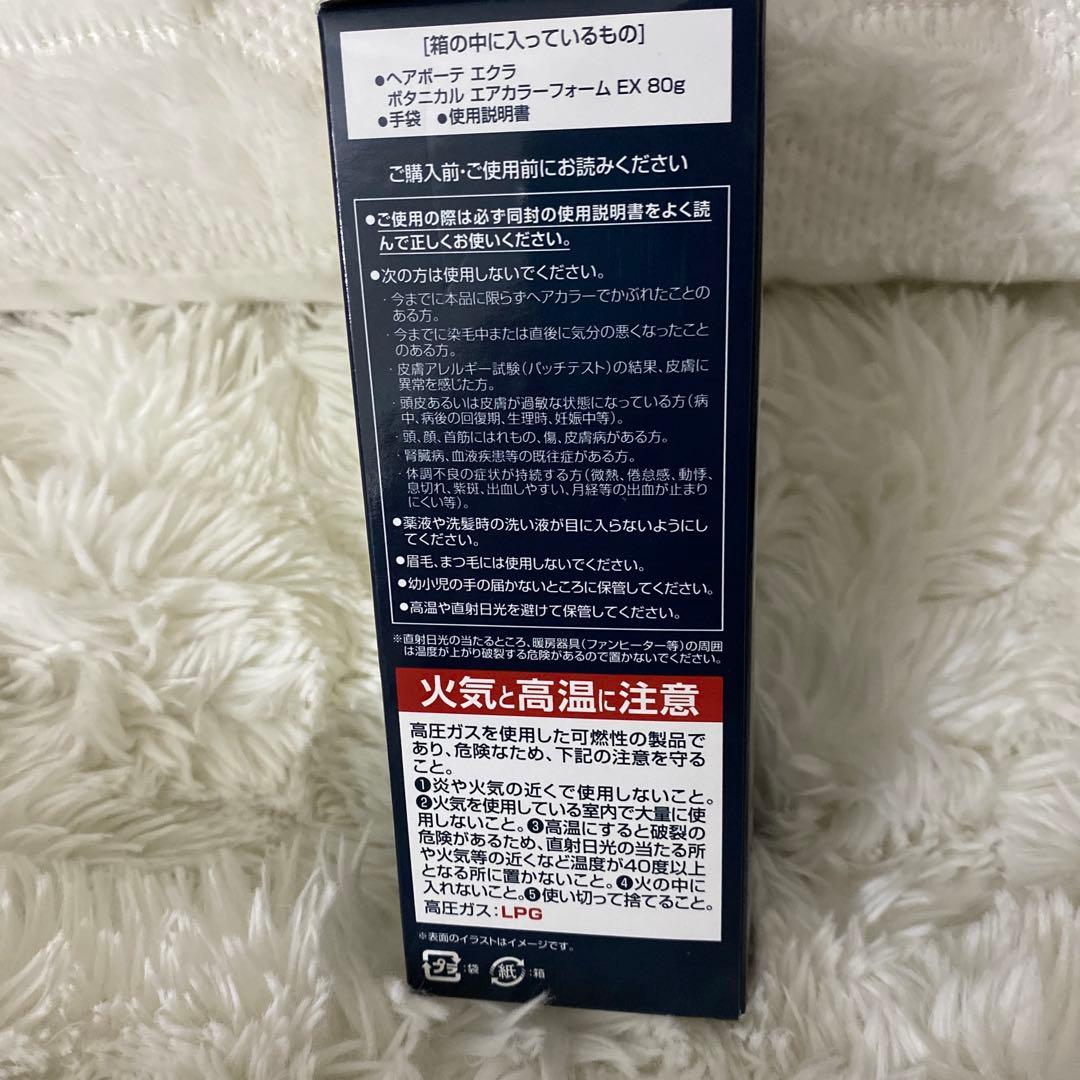 [箱の中に入っているもの]
●ヘアボーテ エクラ
ボタニカル エアカラーフォーム EX 80g
●手袋 ●使用説明書
ご購入前・ご使用前にお読みください
●ご使用の際は必ず同封の使用説明書をよく読
んで正しくお使いください。
●次の方は使用しないでください。
・今までに本品に限らずヘアカラーでかぶれたことの
ある方。
・今までに染毛中または直後に気分の悪くなったこと
のある方。
・皮膚アレルギー試験(パッチテスト)の結果、皮膚に
異常を感じた方。
・頭皮あるいは皮膚が過敏な状態になっている方(病
中、病後の回復期、生理時、妊娠中等)。
・頭、顔、首筋にはれもの、傷、皮膚病がある方。
・腎臓病、血液疾患等の既往症がある方。
・体調不良の症状が持続する方(微熱、倦怠感、動悸、
息切れ、紫斑、出血しやすい、月経等の出血が止まり
にくい等)。
●薬液や洗髪時の洗い液が目に入らないようにし
てください。
●眉毛、まつ毛には使用しないでください。
●幼小児の手の届かないところに保管してください。
●高温や直射日光を避けて保管してください。
※直射日光の当たるところ、暖房器具(ファンヒーター等)の周囲
は温度が上がり破裂する危険があるので置かないでください。
火気と高温に注意
高圧ガスを使用した可燃性の製品で
あり、危険なため、下記の注意を守る
こと。
❶炎や火気の近くで使用しないこと。
❷火気を使用している室内で大量に使
用しないこと。❸高温にすると破裂の
危険があるため、直射日光の当たる所
や火気等の近くなど温度が40度以上
となる所に置かないこと。❹火の中に
入れないこと。❺使い切って捨てること。
高圧ガス：LPG
※表面のイラストはイメージです。
プラ：袋 紙：箱